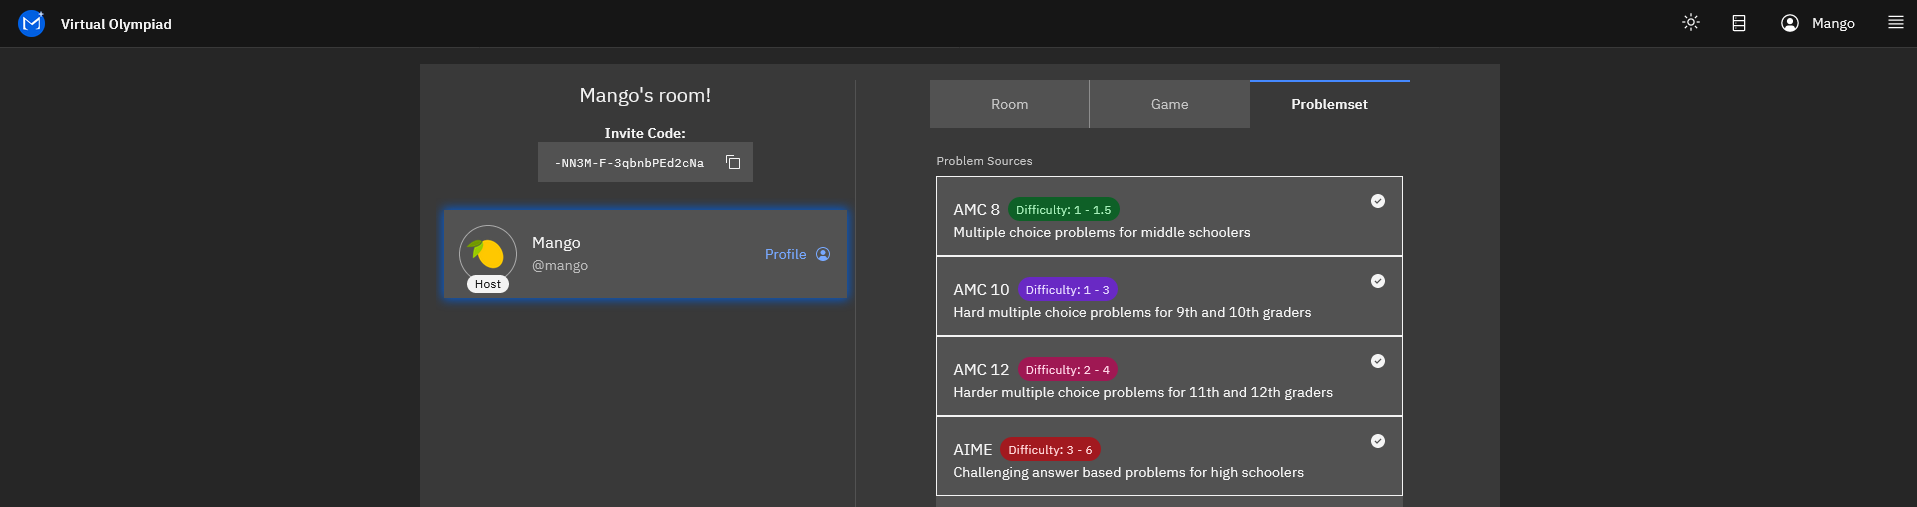 Virtual Olympiad
Mango
Mango's room!
Invite Code:
-NN3M-F-3qbnbPEd2cNa
Mango
@mango
Host
Profile
Room
Game
Problemset
Problem Sources
AMC 8 Difficulty: 1 - 1.5
Multiple choice problems for middle schoolers
AMC 10 Difficulty: 1 - 3
Hard multiple choice problems for 9th and 10th graders
AMC 12 Difficulty: 2 - 4
Harder multiple choice problems for 11th and 12th graders
AIME Difficulty: 3 - 6
Challenging answer based problems for high schoolers